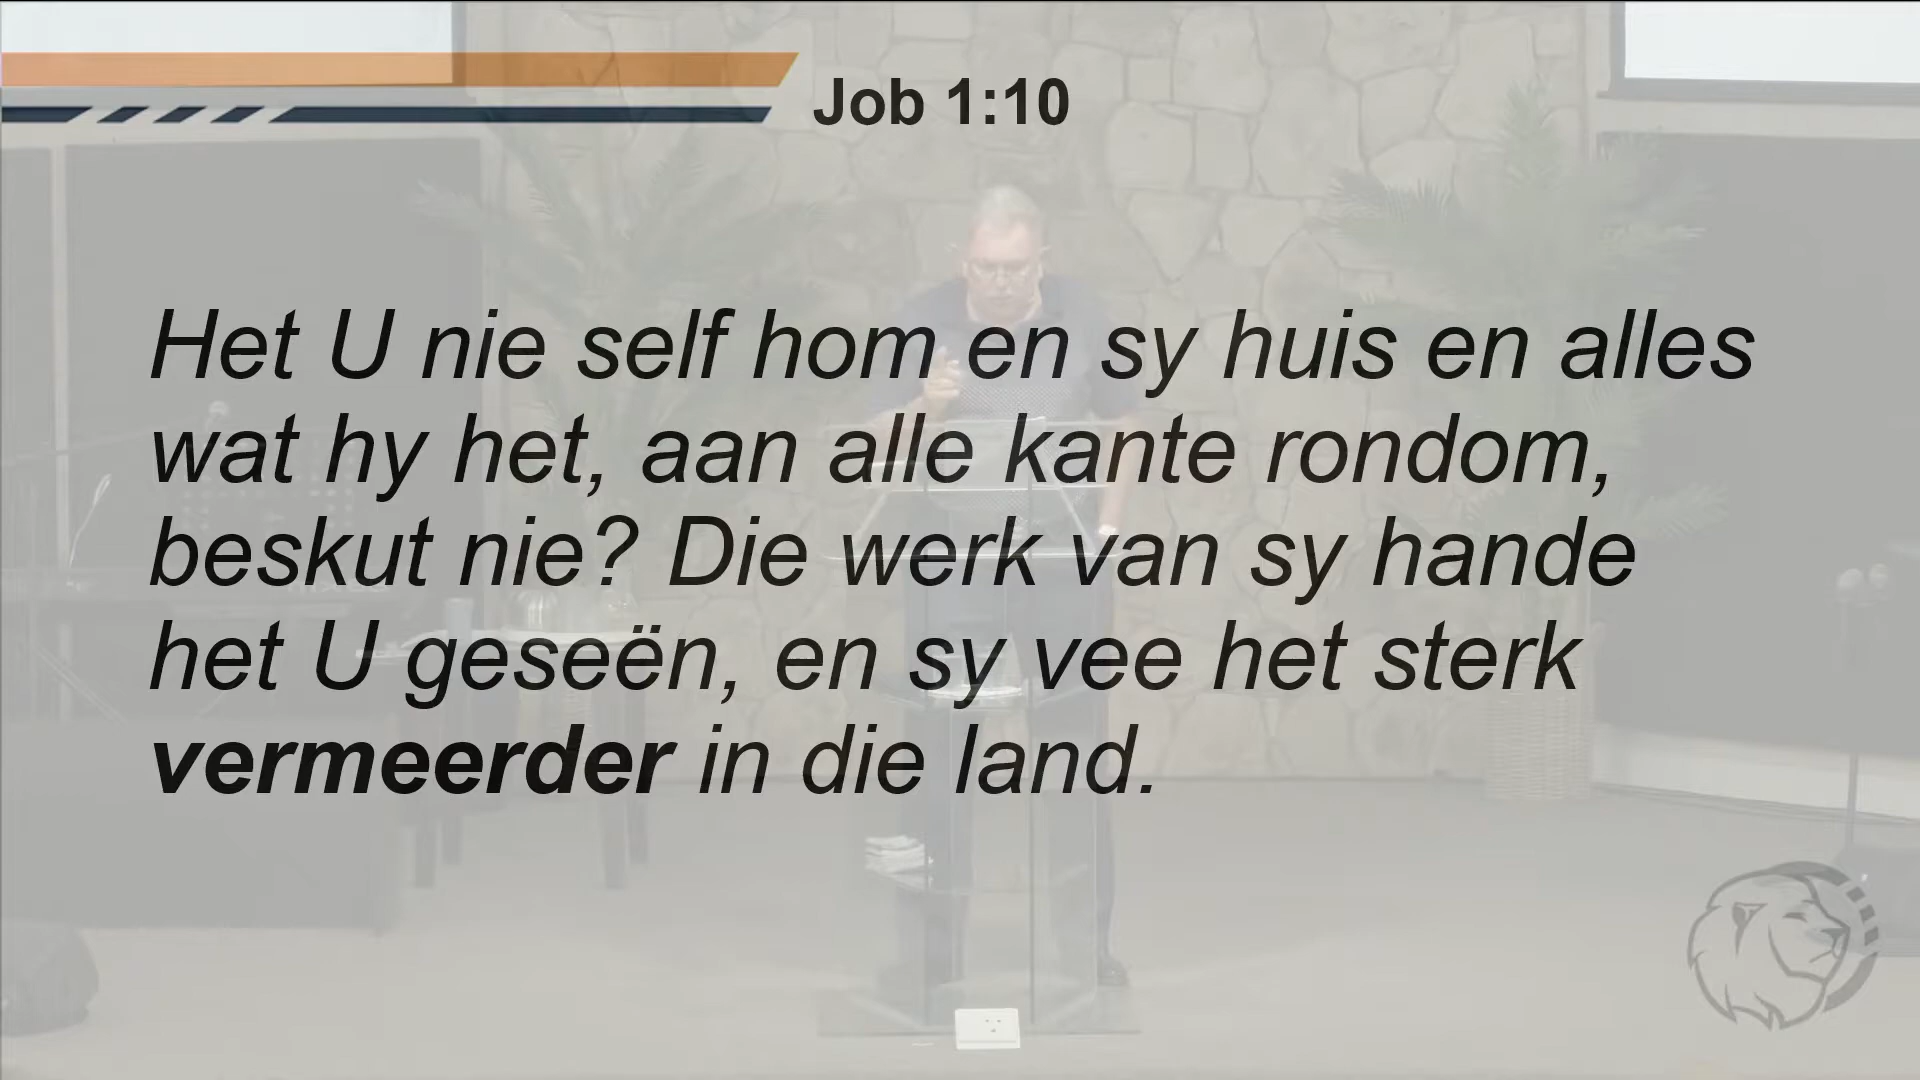 Job 1:10
Het U nie self hom en sy huis en alles
wat hy het, aan alle kante rondom,
beskut nie? Die werk van sy hande
het U geseën, en sy vee het sterk
vermeerder in die land.